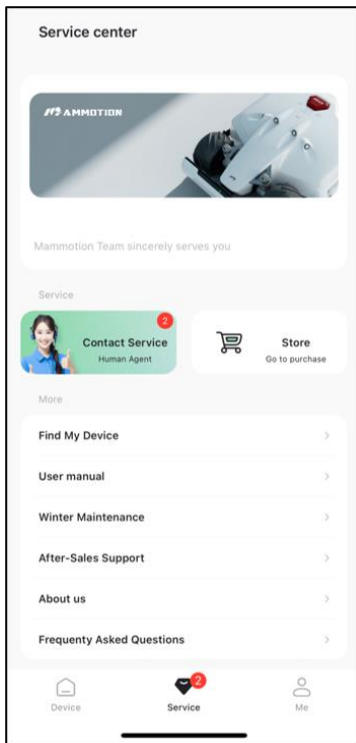 Service center
MAMMOTION
Mammotion Team sincerely serves you
Service
2
Contact Service
Human Agent
Store
Go to purchase
More
Find My Device
User manual
Winter Maintenance
After-Sales Support
About us
Frequenty Asked Questions
2
Device
Service
Me